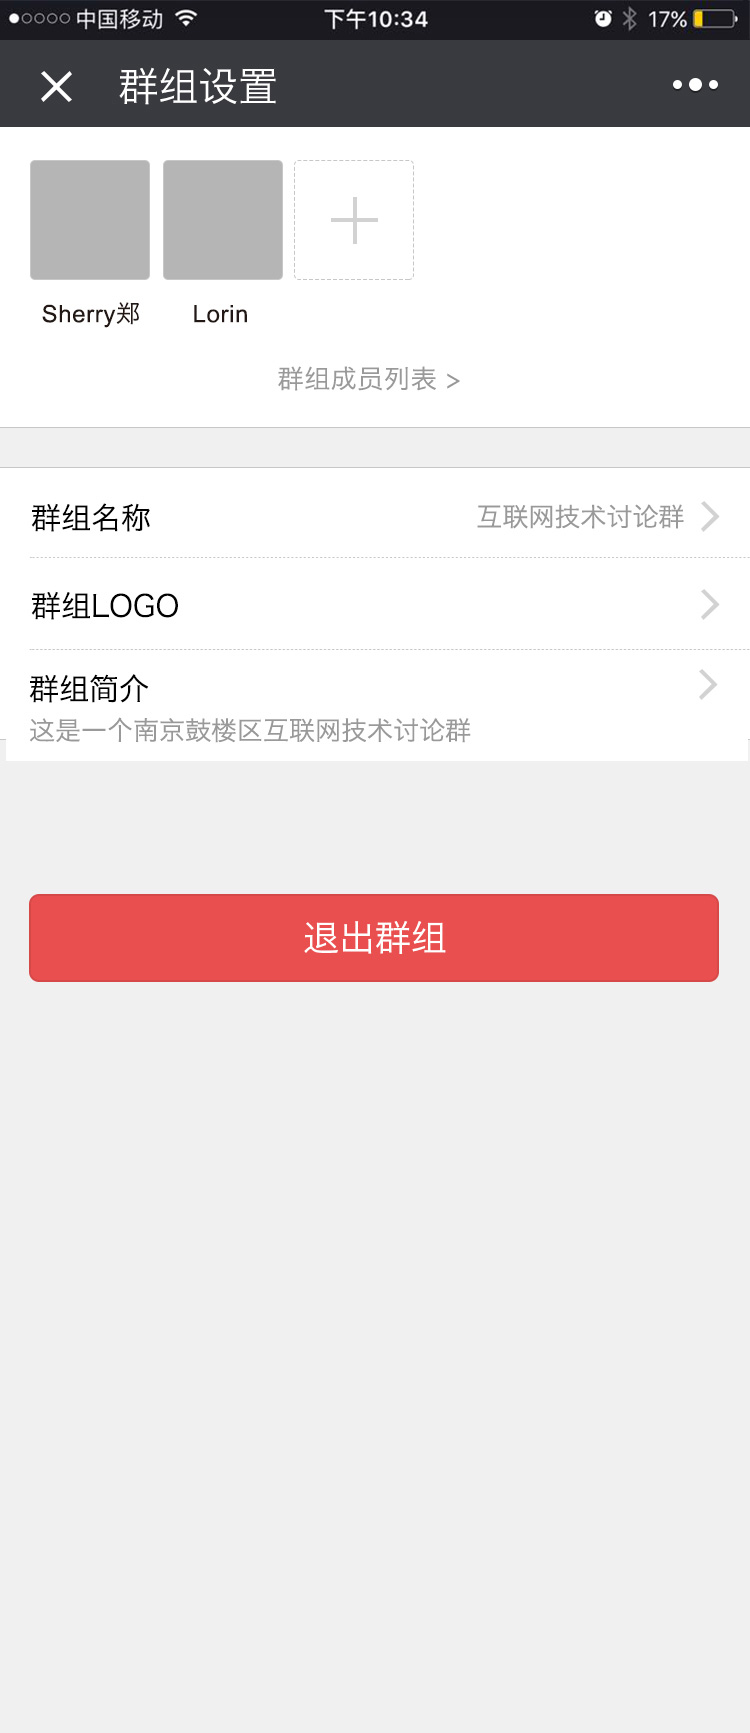 中国移动 下午10:34 17%
群组设置
Sherry郑 Lorin
群组成员列表 >
群组名称 互联网技术讨论群
群组LOGO
群组简介
这是一个南京鼓楼区互联网技术讨论群
退出群组